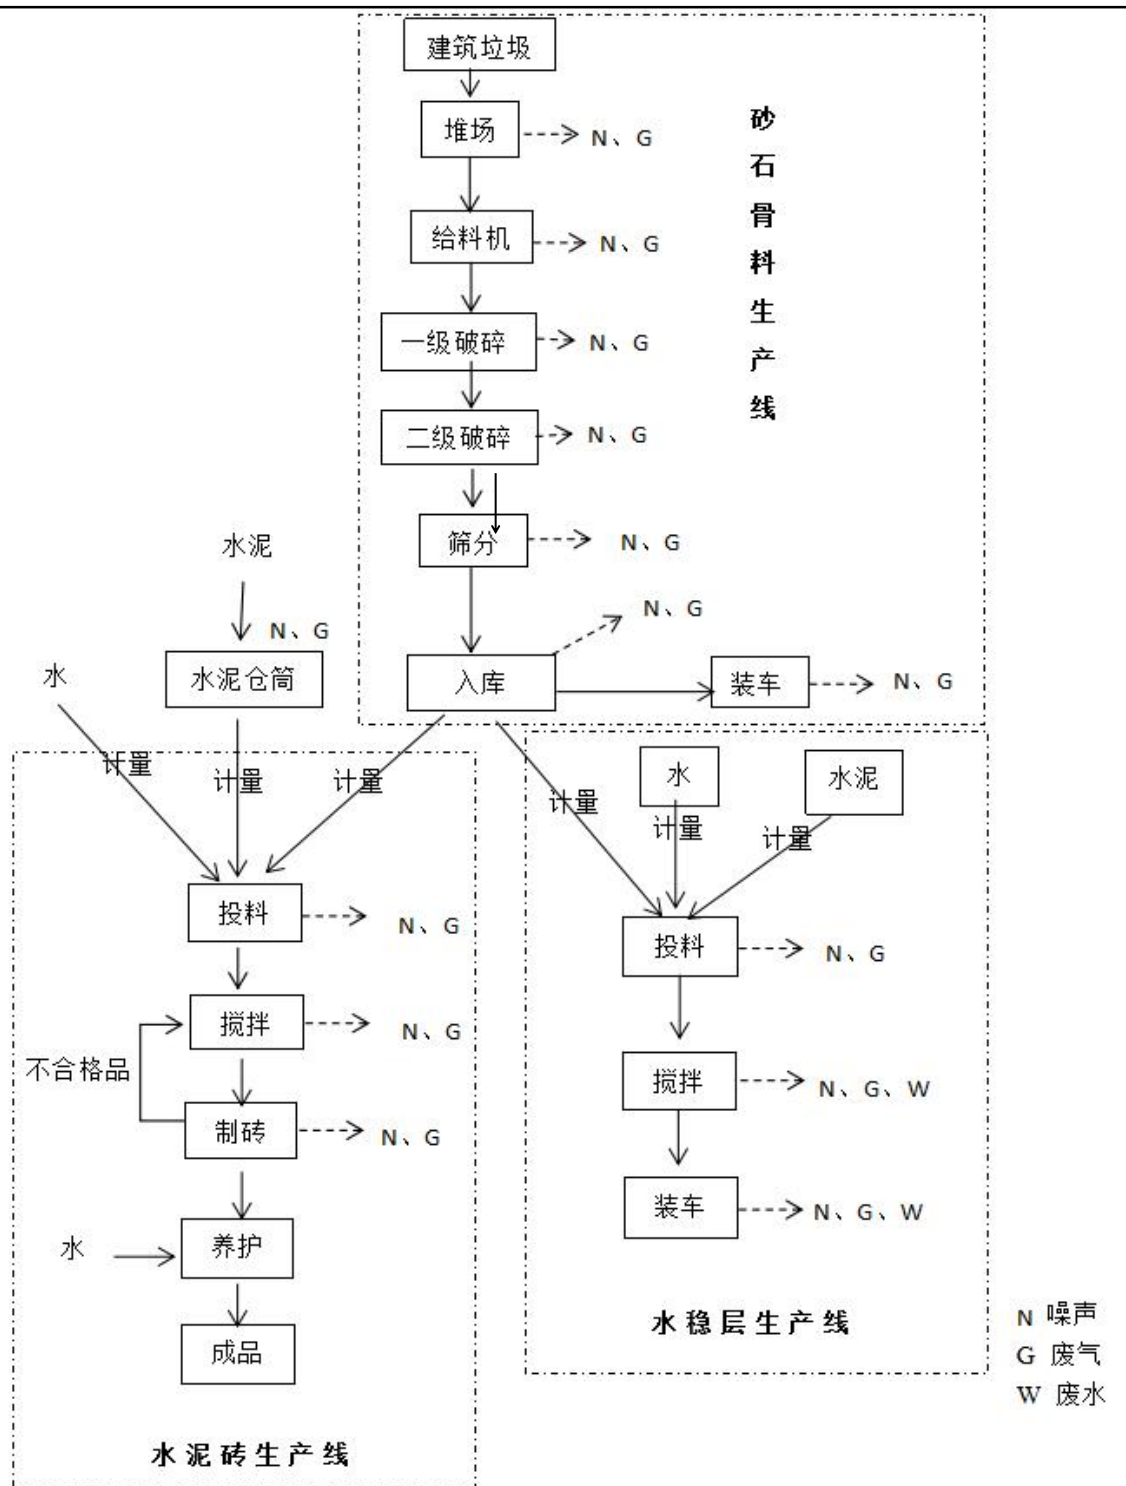 建筑垃圾
堆场
N、G
给料机
N、G
一级破碎
N、G
二级破碎
N、G
筛分
N、G
入库
N、G
装车
N、G
砂石骨料生产线
水泥
N、G
水泥仓筒
水
计量
计量
计量
投料
N、G
搅拌
N、G
不合格品
制砖
N、G
水
养护
成品
水泥砖生产线
水
水泥
计量
计量
计量
投料
N、G
搅拌
N、G、W
装车
N、G、W
水稳层生产线
N 噪声
G 废气
W 废水